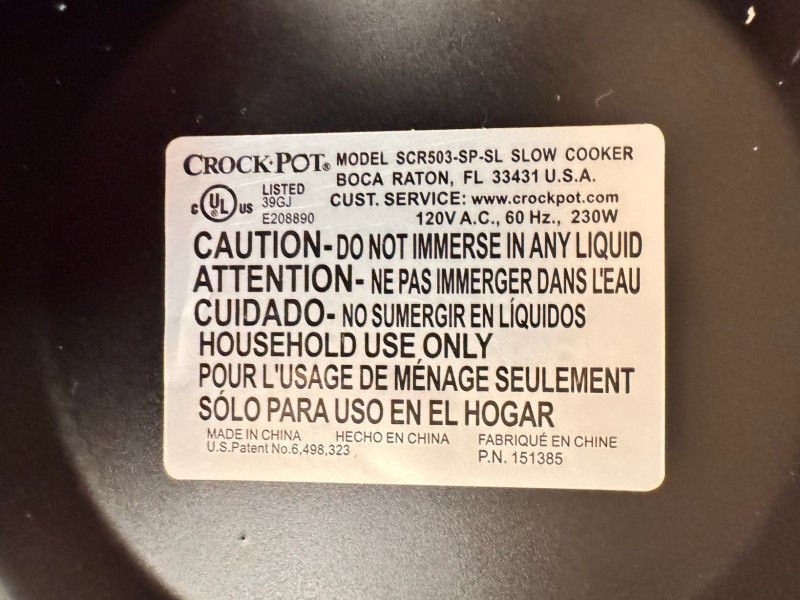 CROCK·POT® MODEL SCR503-SP-SL SLOW COOKER
BOCA RATON, FL 33431 U.S.A.
C UL US LISTED
39GJ
E208890
CUST. SERVICE: www.crockpot.com
120V A.C., 60 Hz., 230W
CAUTION- DO NOT IMMERSE IN ANY LIQUID
ATTENTION- NE PAS IMMERGER DANS L'EAU
CUIDADO- NO SUMERGIR EN LÍQUIDOS
HOUSEHOLD USE ONLY
POUR L'USAGE DE MÉNAGE SEULEMENT
SÓLO PARA USO EN EL HOGAR
MADE IN CHINA HECHO EN CHINA FABRIQUÉ EN CHINE
U.S.Patent No.6,498,323
P.N. 151385